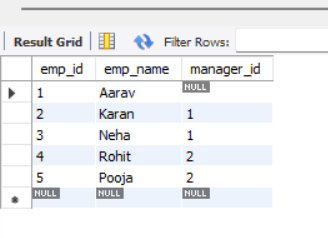 Result Grid Filter Rows:
emp_id emp_name manager_id
1 Aarav NULL
2 Karan 1
3 Neha 1
4 Rohit 2
5 Pooja 2
NULL NULL NULL